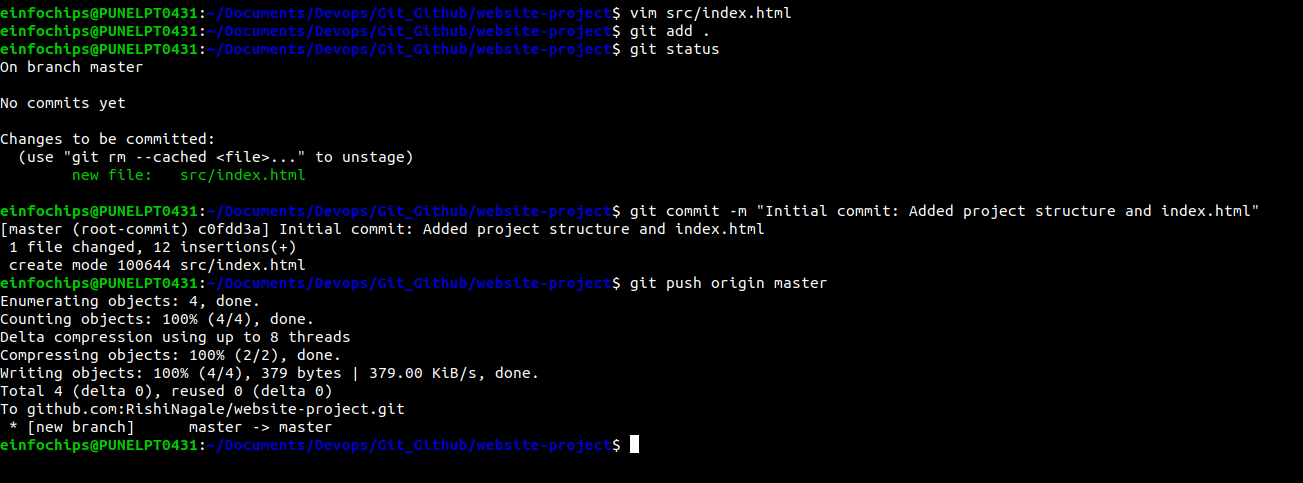 einfochips@PUNELPT0431:~/Documents/Devops/Git_Github/website-project$ vim src/index.html
einfochips@PUNELPT0431:~/Documents/Devops/Git_Github/website-project$ git add .
einfochips@PUNELPT0431:~/Documents/Devops/Git_Github/website-project$ git status
On branch master

No commits yet

Changes to be committed:
  (use "git rm --cached <file>..." to unstage)
        new file:   src/index.html

einfochips@PUNELPT0431:~/Documents/Devops/Git_Github/website-project$ git commit -m "Initial commit: Added project structure and index.html"
[master (root-commit) c0fdd3a] Initial commit: Added project structure and index.html
 1 file changed, 12 insertions(+)
 create mode 100644 src/index.html
einfochips@PUNELPT0431:~/Documents/Devops/Git_Github/website-project$ git push origin master
Enumerating objects: 4, done.
Counting objects: 100% (4/4), done.
Delta compression using up to 8 threads
Compressing objects: 100% (2/2), done.
Writing objects: 100% (4/4), 379 bytes | 379.00 KiB/s, done.
Total 4 (delta 0), reused 0 (delta 0)
To github.com:RishiNagale/website-project.git
 * [new branch]      master -> master
einfochips@PUNELPT0431:~/Documents/Devops/Git_Github/website-project$